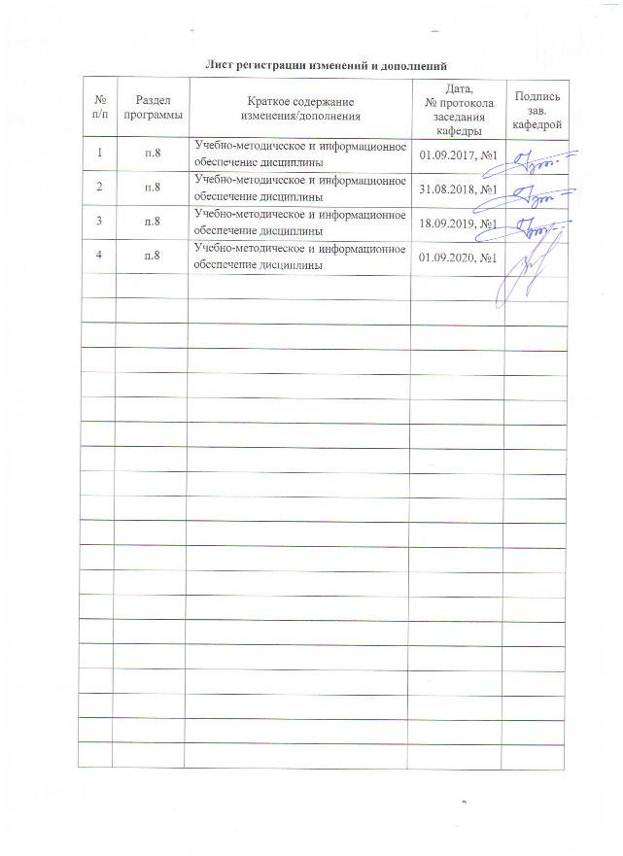 Лист регистрации изменений и дополнений
№
п/п
Раздел
программы
Краткое содержание
изменения/дополнения
Дата,
№ протокола
заседания
кафедры
Подпись
зав.
кафедрой
1
п.8
Учебно-методическое и информационное
обеспечение дисциплины
01.09.2017, №1
2
п.8
Учебно-методическое и информационное
обеспечение дисциплины
31.08.2018, №1
3
п.8
Учебно-методическое и информационное
обеспечение дисциплины
18.09.2019, №1
4
п.8
Учебно-методическое и информационное
обеспечение дисциплины
01.09.2020, №1